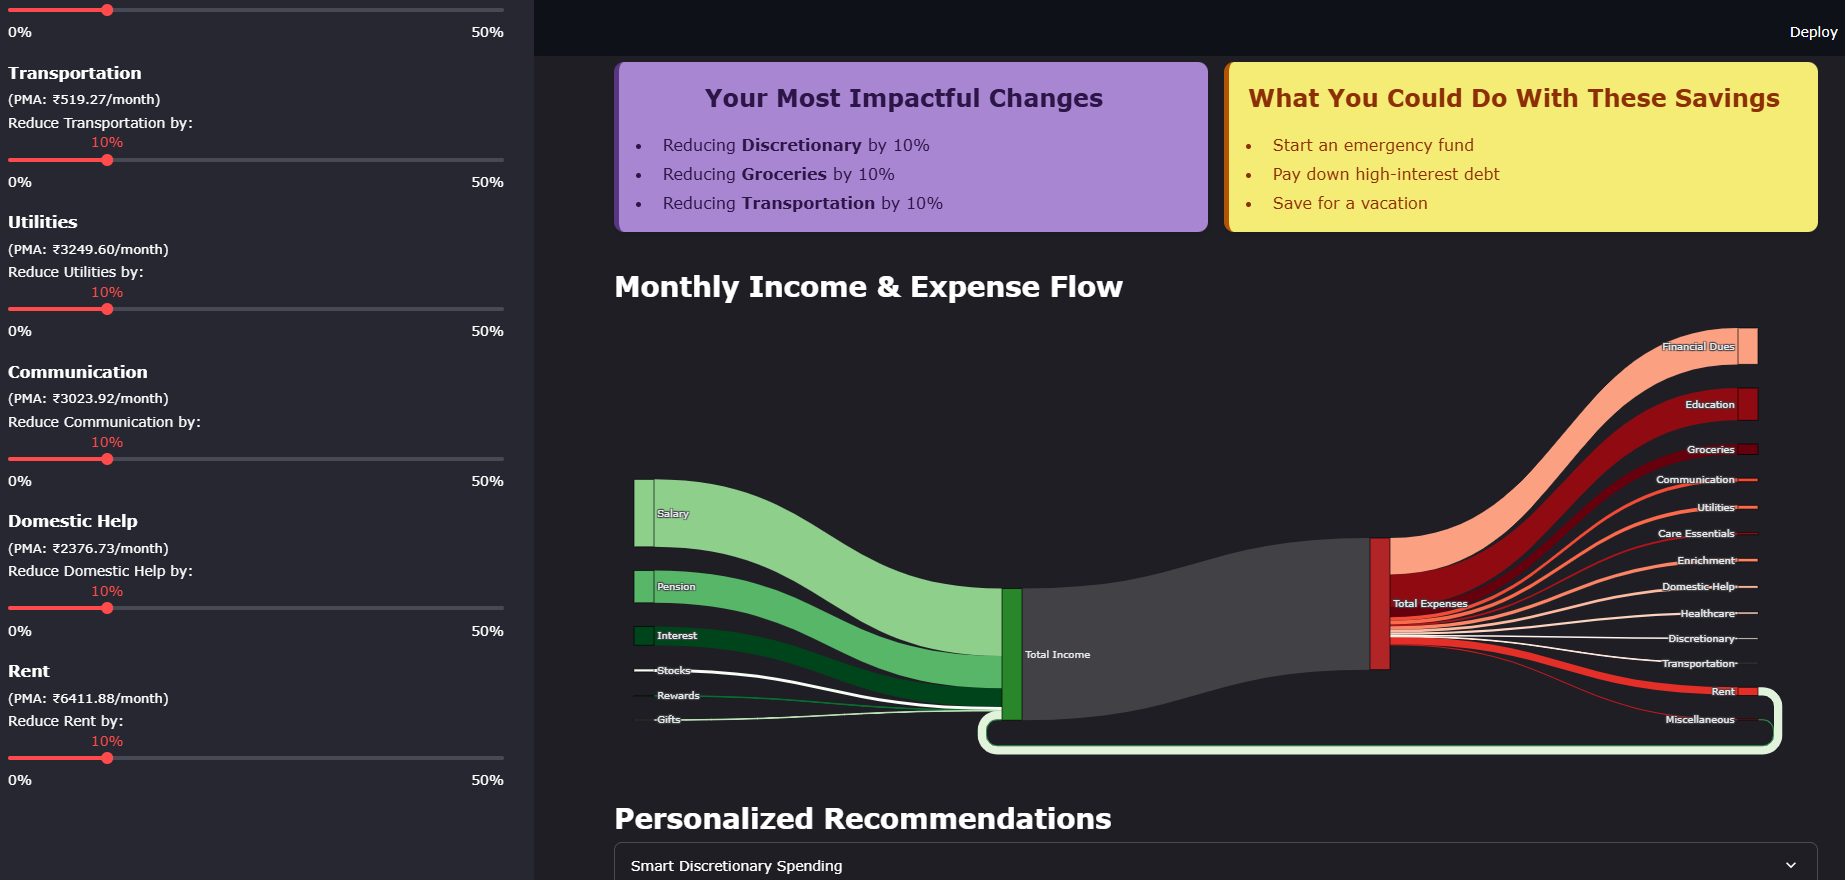 0% 50%
Transportation
(PMA: ₹519.27/month)
Reduce Transportation by:
10%
0% 50%
Utilities
(PMA: ₹3249.60/month)
Reduce Utilities by:
10%
0% 50%
Communication
(PMA: ₹3023.92/month)
Reduce Communication by:
10%
0% 50%
Domestic Help
(PMA: ₹2376.73/month)
Reduce Domestic Help by:
10%
0% 50%
Rent
(PMA: ₹6411.88/month)
Reduce Rent by:
10%
0% 50%
Deploy
Your Most Impactful Changes
• Reducing Discretionary by 10%
• Reducing Groceries by 10%
• Reducing Transportation by 10%
What You Could Do With These Savings
• Start an emergency fund
• Pay down high-interest debt
• Save for a vacation
Monthly Income & Expense Flow
Salary
Pension
Interest
Stocks
Rewards
Gifts
Total Income
Total Expenses
Financial Dues
Education
Groceries
Communication
Utilities
Care Essentials
Enrichment
Domestic Help
Healthcare
Discretionary
Transportation
Rent
Miscellaneous
Personalized Recommendations
Smart Discretionary Spending